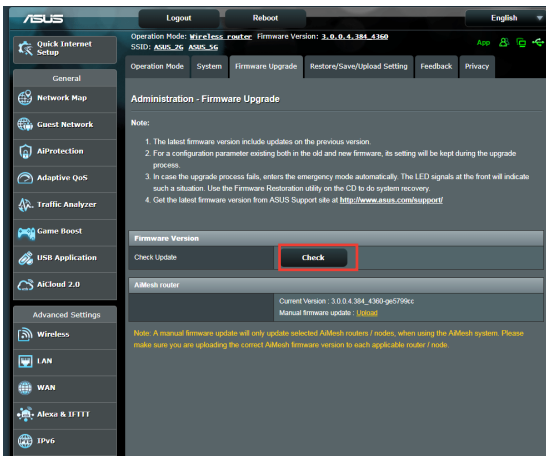 ASUS
Logout
Reboot
English
Quick Internet
Setup
Operation Mode: Wireless router Firmware Version: 3.0.0.4.384_4360
SSID: ASUS_2G ASUS_5G
App
Operation Mode System Firmware Upgrade Restore/Save/Upload Setting Feedback Privacy
General
Network Map
Guest Network
AiProtection
Adaptive QoS
Traffic Analyzer
Game Boost
USB Application
AiCloud 2.0
Advanced Settings
Wireless
LAN
WAN
Alexa & IFTTT
IPv6
Administration - Firmware Upgrade
Note:
1. The latest firmware version include updates on the previous version.
2. For a configuration parameter existing both in the old and new firmware, its setting will be kept during the upgrade
process.
3. In case the upgrade process fails, enters the emergency mode automatically. The LED signals at the front will indicate
such a situation. Use the Firmware Restoration utility on the CD to do system recovery.
4. Get the latest firmware version from ASUS Support site at http://www.asus.com/support/
Firmware Version
Check Update
Check
AiMesh router
Current Version : 3.0.0.4.384_4360-ge5799cc
Manual firmware update : Upload
Note: A manual firmware update will only update selected AiMesh routers / nodes, when using the AiMesh system. Please
make sure you are uploading the correct AiMesh firmware version to each applicable router / node.